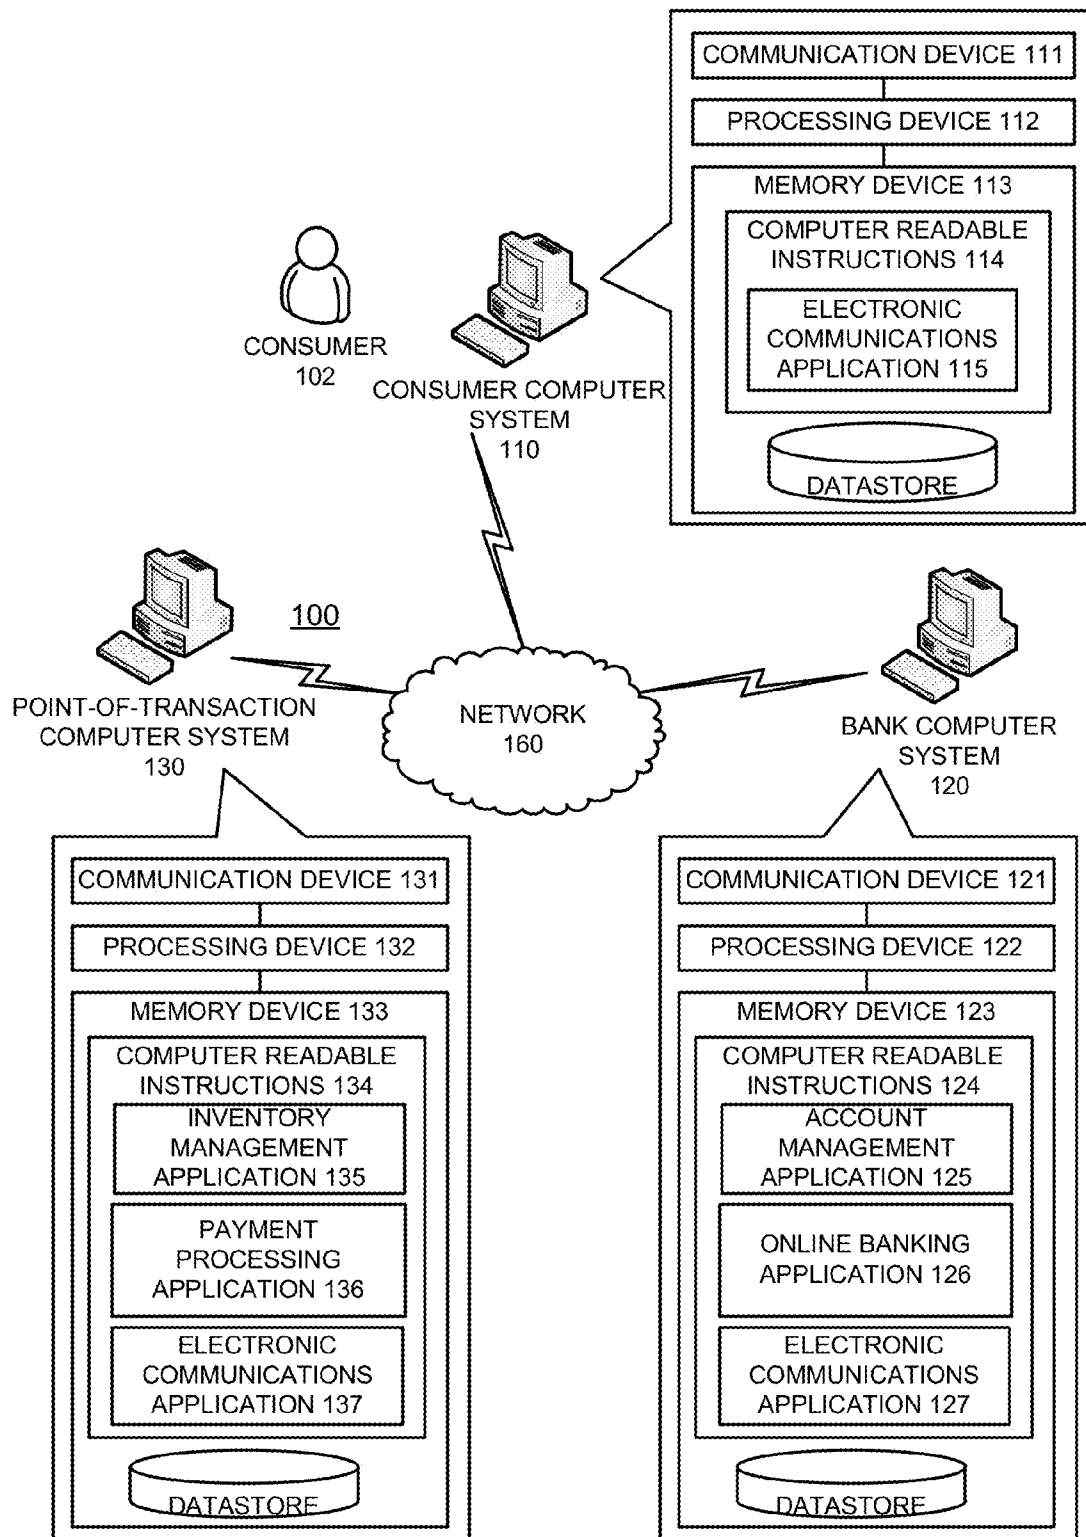 COMMUNICATION DEVICE 111
PROCESSING DEVICE 112
MEMORY DEVICE 113
COMPUTER READABLE
INSTRUCTIONS 114
ELECTRONIC
COMMUNICATIONS
APPLICATION 115
DATASTORE
CONSUMER
102
CONSUMER COMPUTER
SYSTEM
110
100
POINT-OF-TRANSACTION
COMPUTER SYSTEM
130
NETWORK
160
BANK COMPUTER
SYSTEM
120
COMMUNICATION DEVICE 131
PROCESSING DEVICE 132
MEMORY DEVICE 133
COMPUTER READABLE
INSTRUCTIONS 134
INVENTORY
MANAGEMENT
APPLICATION 135
PAYMENT
PROCESSING
APPLICATION 136
ELECTRONIC
COMMUNICATIONS
APPLICATION 137
DATASTORE
COMMUNICATION DEVICE 121
PROCESSING DEVICE 122
MEMORY DEVICE 123
COMPUTER READABLE
INSTRUCTIONS 124
ACCOUNT
MANAGEMENT
APPLICATION 125
ONLINE BANKING
APPLICATION 126
ELECTRONIC
COMMUNICATIONS
APPLICATION 127
DATASTORE